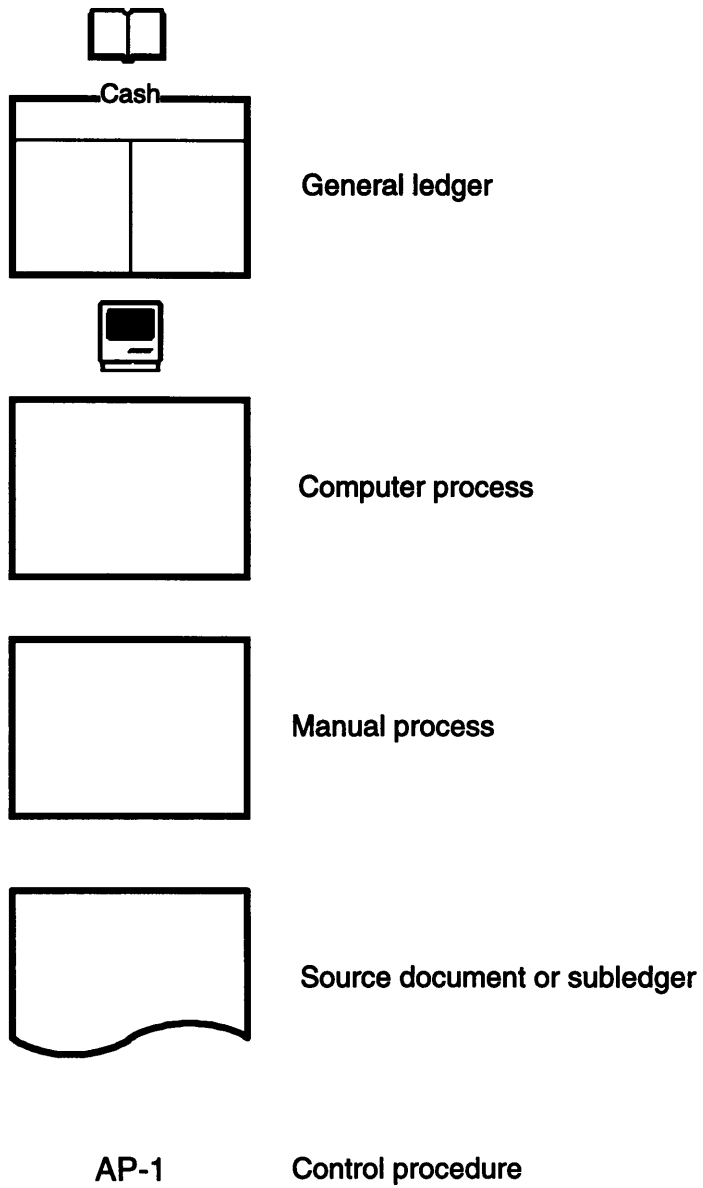 Cash
General ledger
Computer process
Manual process
Source document or subledger
AP-1 Control procedure